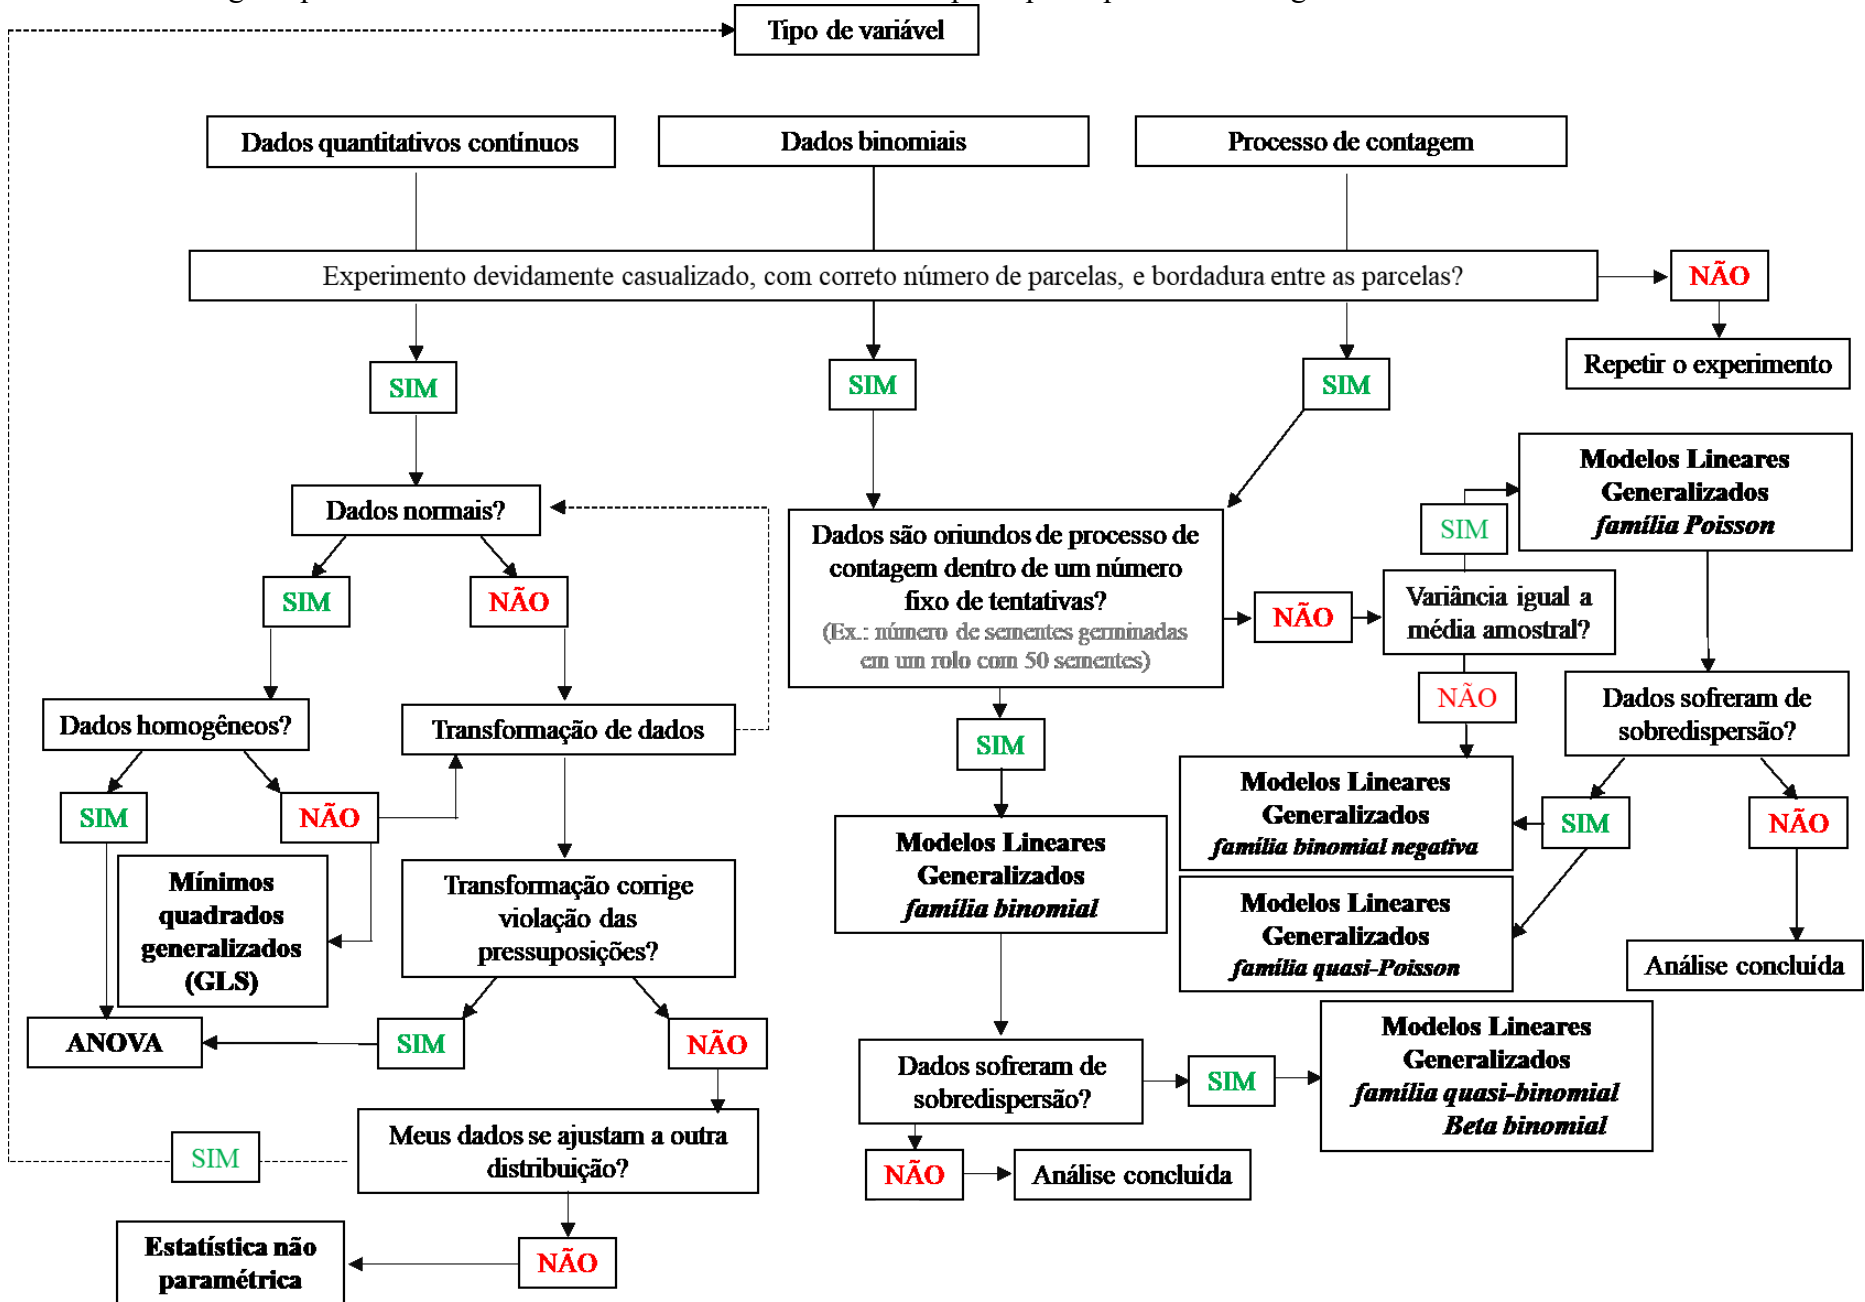 Tipo de variável
Dados quantitativos contínuos
Dados binomiais
Processo de contagem
Experimento devidamente casualizado, com correto número de parcelas, e bordadura entre as parcelas?
NÃO
Repetir o experimento
SIM
SIM
SIM
Dados normais?
SIM
NÃO
Dados homogêneos?
Transformação de dados
SIM
NÃO
Mínimos
quadrados
generalizados
(GLS)
Transformação corrige
violação das
pressuposições?
ANOVA
SIM
NÃO
Meus dados se ajustam a outra
distribuição?
SIM
NÃO
Estatística não
paramétrica
Dados são oriundos de processo de
contagem dentro de um número
fixo de tentativas?
(Ex.: número de sementes germinadas
em um rolo com 50 sementes)
SIM
NÃO
Modelos Lineares
Generalizados
família binomial
Dados sofreram de
sobredispersão?
SIM
Modelos Lineares
Generalizados
família quasi-binomial
Beta binomial
NÃO
Análise concluída
Variância igual a
média amostral?
SIM
Modelos Lineares
Generalizados
família Poisson
NÃO
Dados sofreram de
sobredispersão?
SIM
NÃO
Modelos Lineares
Generalizados
família binomial negativa
Modelos Lineares
Generalizados
família quasi-Poisson
Análise concluída